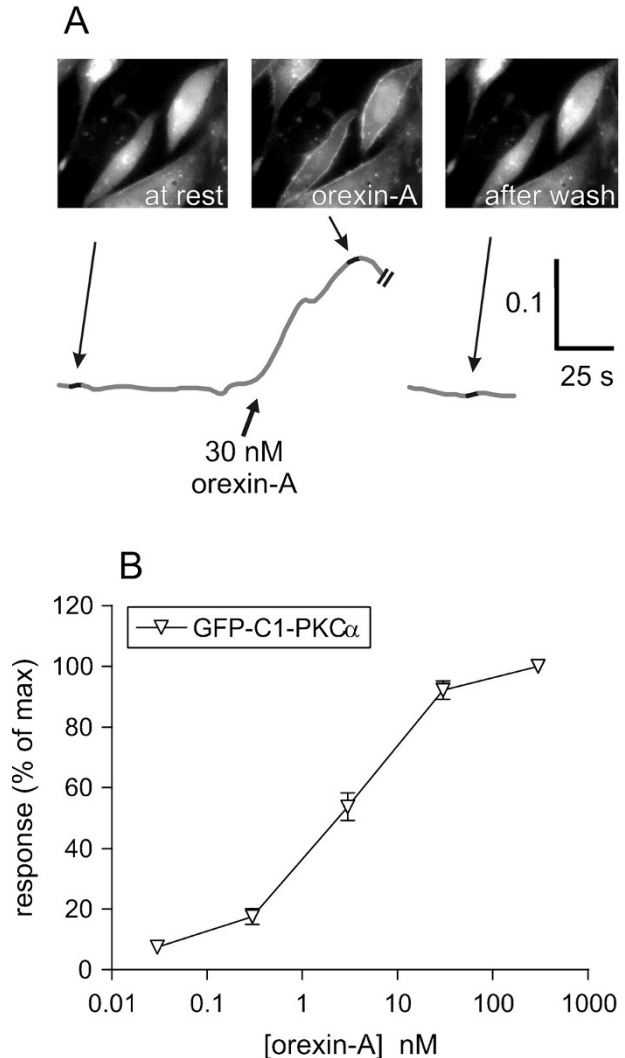 A
at rest
orexin-A
after wash
0.1
25 s
30 nM
orexin-A
B
GFP-C1-PKCα
120
100
80
60
40
20
0
response (% of max)
0.01
0.1
1
10
100
1000
[orexin-A] nM